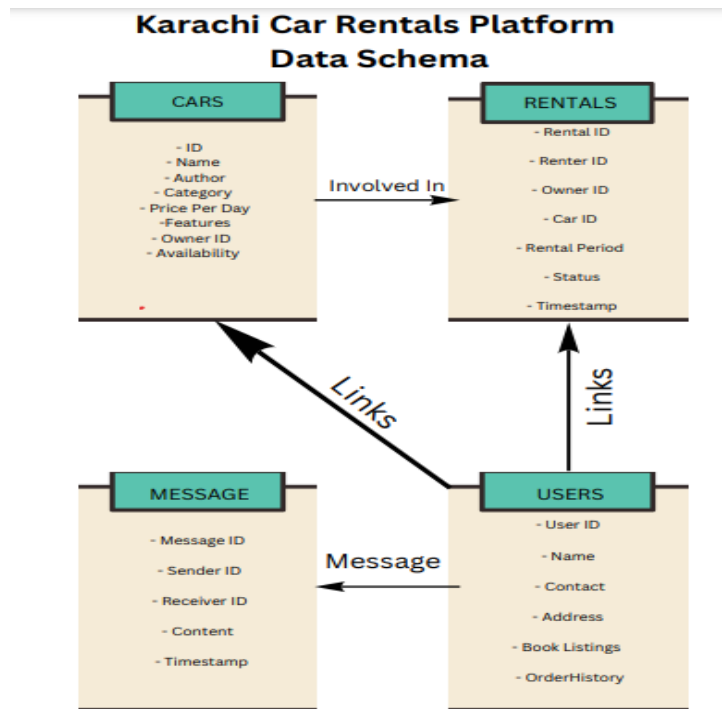 Karachi Car Rentals Platform
Data Schema
CARS
- ID
- Name
- Author
- Category
- Price Per Day
-Features
- Owner ID
- Availability
Involved In
RENTALS
- Rental ID
- Renter ID
- Owner ID
- Car ID
- Rental Period
- Status
- Timestamp
Links
Links
MESSAGE
- Message ID
- Sender ID
- Receiver ID
- Content
- Timestamp
Message
USERS
- User ID
- Name
- Contact
- Address
- Book Listings
- OrderHistory